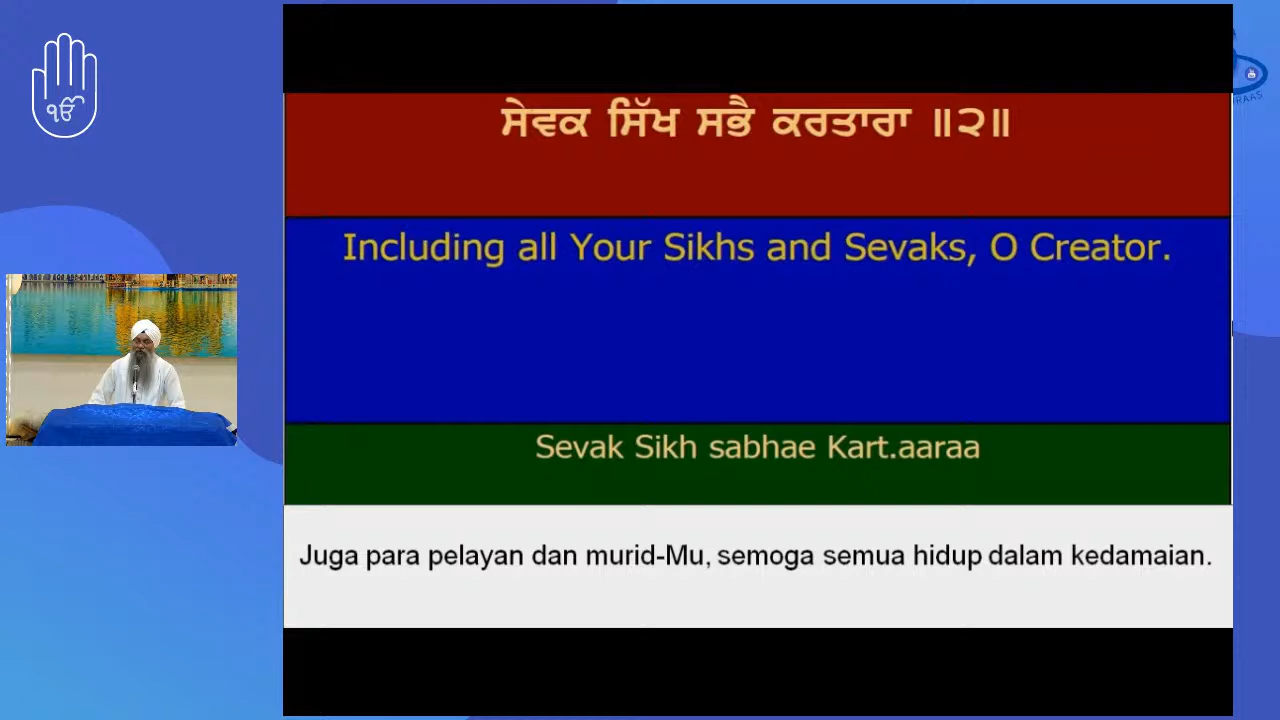 ੴ
ਸੇਵਕ ਸਿੱਖ ਸਭੈ ਕਰਤਾਰਾ ॥੨॥
Including all Your Sikhs and Sevaks, O Creator.
Sevak Sikh sabhae Kart.aaraa
Juga para pelayan dan murid-Mu, semoga semua hidup dalam kedamaian.